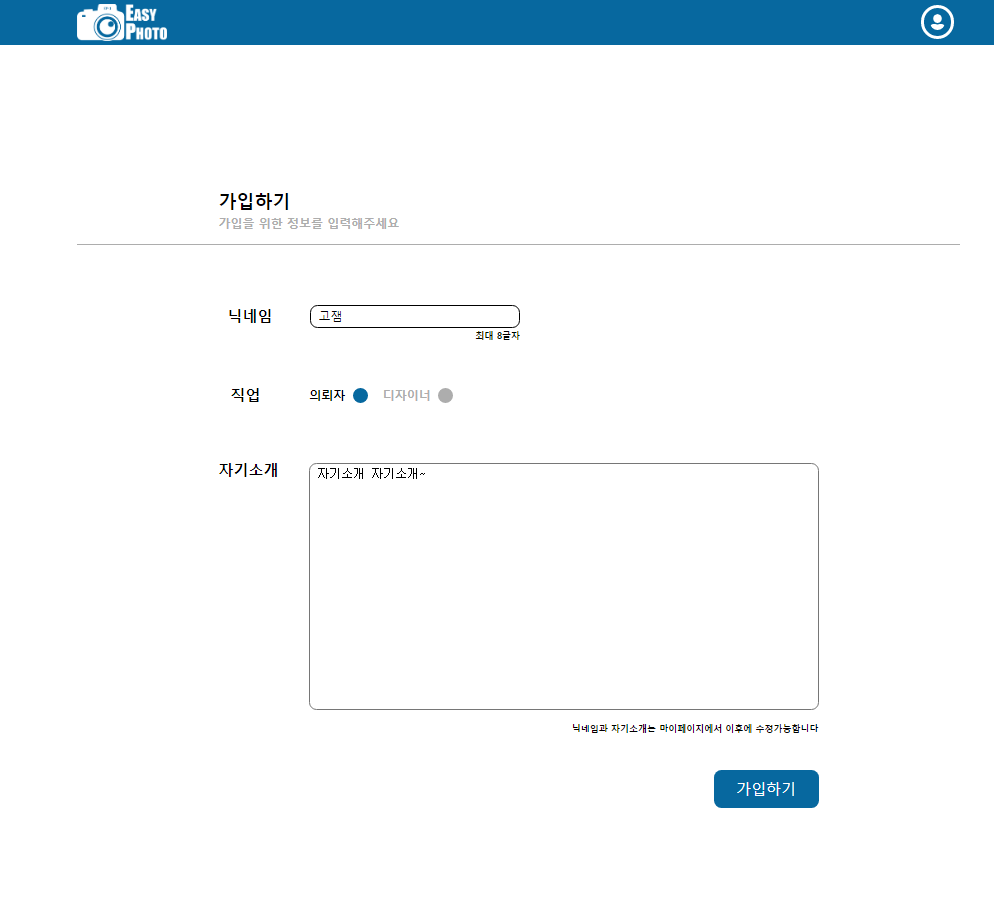 EASY
PHOTO
가입하기
가입을 위한 정보를 입력해주세요
닉네임
고잼
최대 8글자
직업
의뢰자
디자이너
자기소개
자기소개 자기소개~
닉네임과 자기소개는 마이페이지에서 이후에 수정가능합니다
가입하기